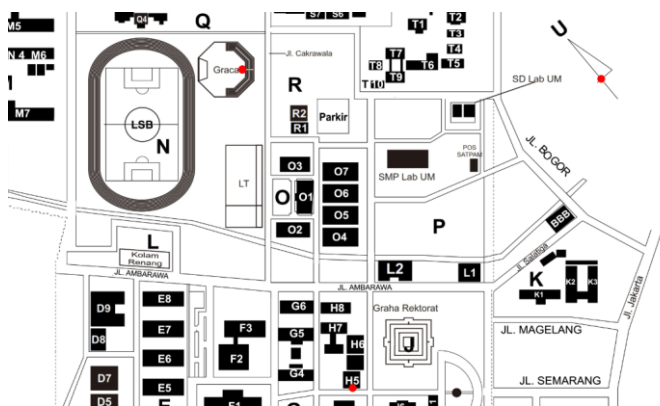 Q4
Q
S7 S6
T1
T2
T3
T4
T5
M5
N 4 M6
M
M7
Graca
Jl. Cakrawala
T7
T8
T6
T9
T 10
U
SD Lab UM
R
R2
R1
Parkir
LSB
N
JL. BOGOR
POS
SATPAM
SMP Lab UM
LT
O3
O7
O6
O
O1
O5
O2
O4
P
BBB
L
Kolam
Renang
JL. AMBARAWA
L2
L1
JL. AMBARAWA
Jl. Salatiga
K
K1
K2
K3
Jl. Jakarta
D9
D8
D7
D5
E8
E7
E6
E5
E
F3
F2
F1
G6
G5
G4
H8
H7
H6
H5
Graha Rektorat
J
JL. MAGELANG
JL. SEMARANG